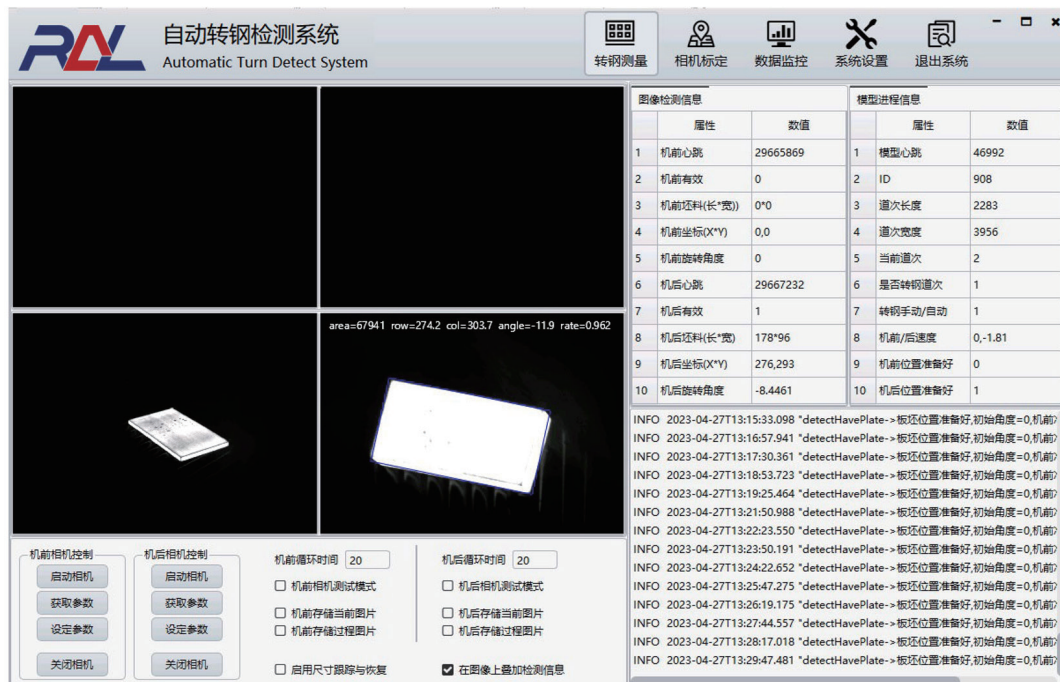 RAL
自动转钢检测系统
Automatic Turn Detect System
转钢测量 相机标定 数据监控 系统设置 退出系统
area=67941 row=274.2 col=303.7 angle=-11.9 rate=0.962
图像检测信息
属性 数值
1 机前心跳 29665869
2 机前有效 0
3 机前坯料(长*宽)) 0*0
4 机前坐标(X*Y) 0,0
5 机前旋转角度 0
6 机后心跳 29667232
7 机后有效 1
8 机后坯料(长*宽) 178*96
9 机后坐标(X*Y) 276,293
10 机后旋转角度 -8.4461
模型进程信息
属性 数值
1 模型心跳 46992
2 ID 908
3 道次长度 2283
4 道次宽度 3956
5 当前道次 2
6 是否转钢道次 1
7 转钢手动/自动 1
8 机前/后速度 0,-1.81
9 机前位置准备好 0
10 机后位置准备好 1
INFO 2023-04-27T13:15:33.098 "detectHavePlate->板坯位置准备好,初始角度=0,机前
INFO 2023-04-27T13:16:57.941 "detectHavePlate->板坯位置准备好,初始角度=0,机前
INFO 2023-04-27T13:17:30.361 "detectHavePlate->板坯位置准备好,初始角度=0,机前
INFO 2023-04-27T13:18:53.723 "detectHavePlate->板坯位置准备好,初始角度=0,机前
INFO 2023-04-27T13:19:25.464 "detectHavePlate->板坯位置准备好,初始角度=0,机前
INFO 2023-04-27T13:21:50.988 "detectHavePlate->板坯位置准备好,初始角度=0,机前
INFO 2023-04-27T13:22:23.550 "detectHavePlate->板坯位置准备好,初始角度=0,机前
INFO 2023-04-27T13:23:50.191 "detectHavePlate->板坯位置准备好,初始角度=0,机前
INFO 2023-04-27T13:24:22.652 "detectHavePlate->板坯位置准备好,初始角度=0,机前
INFO 2023-04-27T13:25:47.275 "detectHavePlate->板坯位置准备好,初始角度=0,机前
INFO 2023-04-27T13:26:19.175 "detectHavePlate->板坯位置准备好,初始角度=0,机前
INFO 2023-04-27T13:27:44.557 "detectHavePlate->板坯位置准备好,初始角度=0,机前
INFO 2023-04-27T13:28:17.018 "detectHavePlate->板坯位置准备好,初始角度=0,机前
INFO 2023-04-27T13:29:47.481 "detectHavePlate->板坯位置准备好,初始角度=0,机前
机前相机控制
启动相机
获取参数
设定参数
关闭相机
机后相机控制
启动相机
获取参数
设定参数
关闭相机
机前循环时间 20
机前相机测试模式
机前存储当前图片
机前存储过程图片
启用尺寸跟踪与恢复
机后循环时间 20
机后相机测试模式
机后存储当前图片
机后存储过程图片
在图像上叠加检测信息